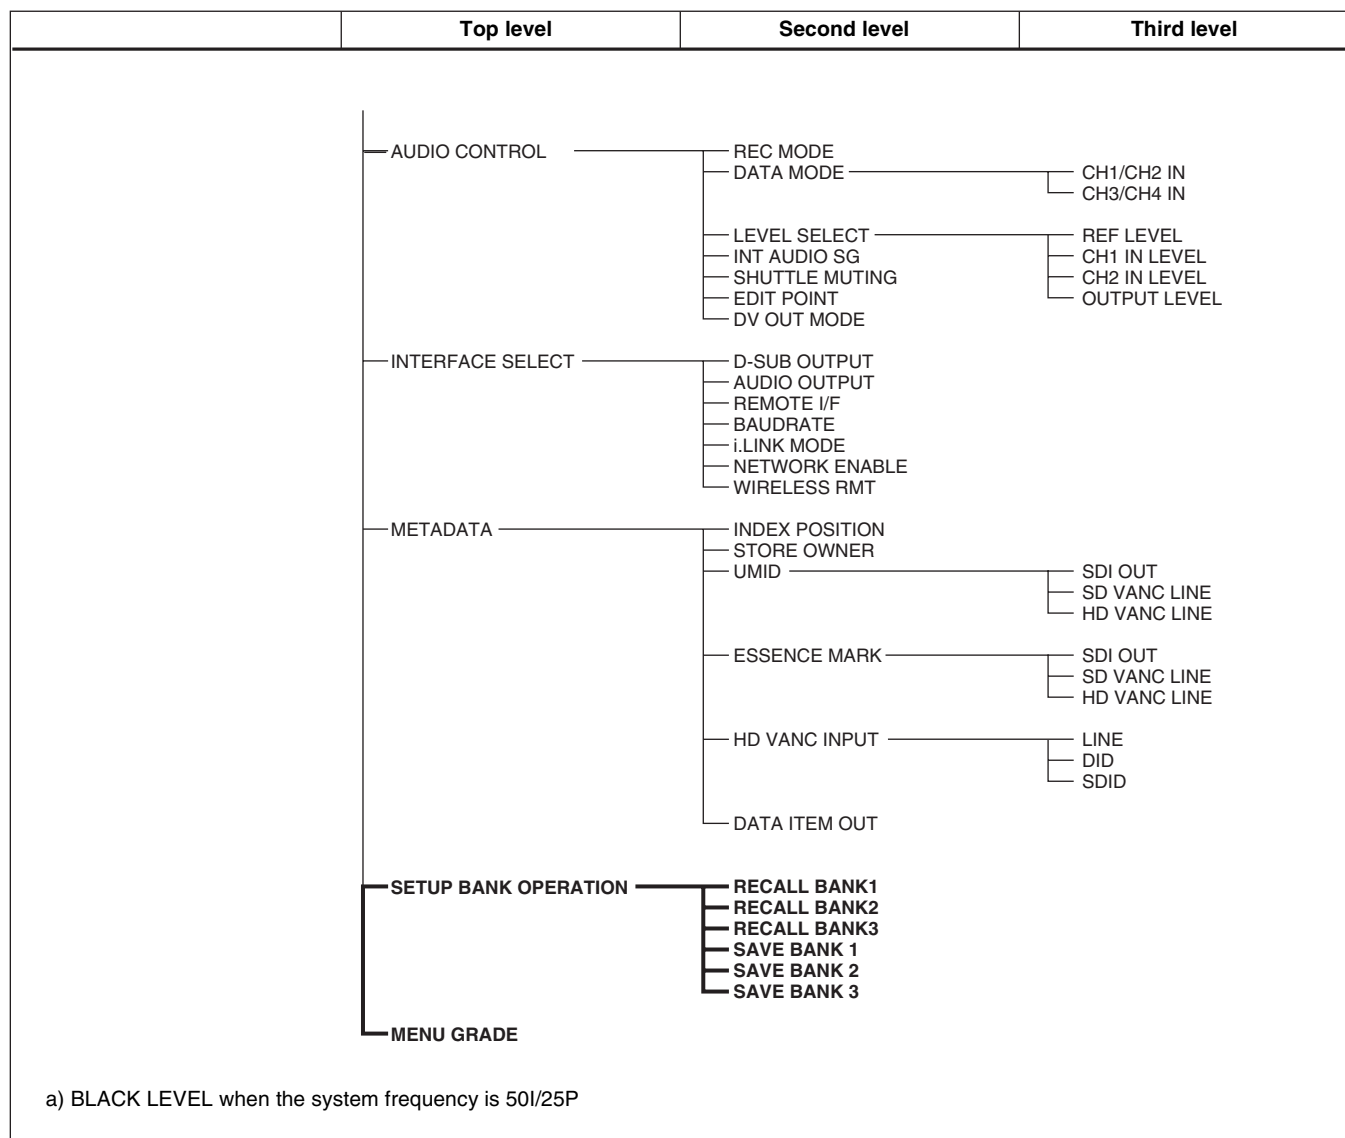 Top level Second level Third level
AUDIO CONTROL REC MODE
DATA MODE CH1/CH2 IN
CH3/CH4 IN
LEVEL SELECT REF LEVEL
INT AUDIO SG CH1 IN LEVEL
SHUTTLE MUTING CH2 IN LEVEL
EDIT POINT OUTPUT LEVEL
DV OUT MODE
INTERFACE SELECT D-SUB OUTPUT
AUDIO OUTPUT
REMOTE I/F
BAUDRATE
i.LINK MODE
NETWORK ENABLE
WIRELESS RMT
METADATA INDEX POSITION
STORE OWNER
UMID SDI OUT
SD VANC LINE
HD VANC LINE
ESSENCE MARK SDI OUT
SD VANC LINE
HD VANC LINE
HD VANC INPUT LINE
DID
SDID
DATA ITEM OUT
SETUP BANK OPERATION RECALL BANK1
RECALL BANK2
RECALL BANK3
SAVE BANK 1
SAVE BANK 2
SAVE BANK 3
MENU GRADE
a) BLACK LEVEL when the system frequency is 50I/25P